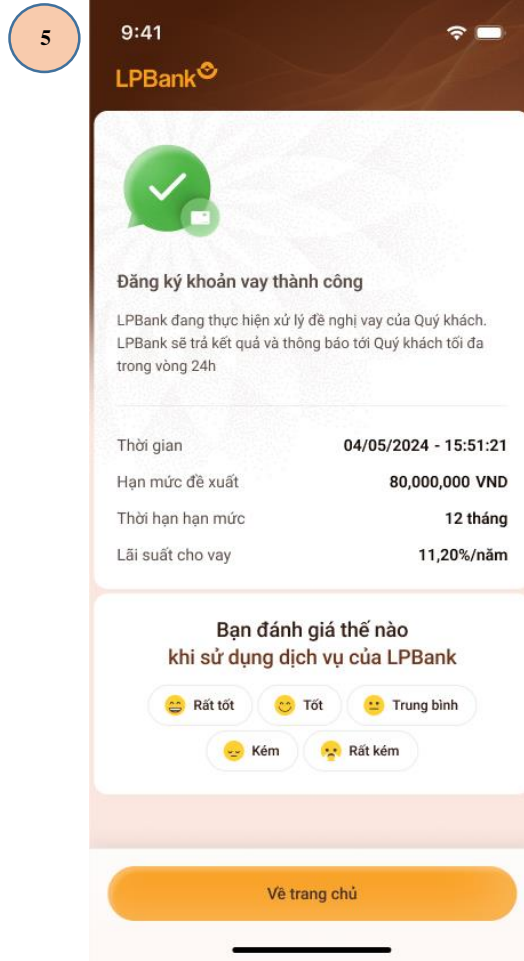 5
9:41
LPBank
Đăng ký khoản vay thành công
LPBank đang thực hiện xử lý đề nghị vay của Quý khách.
LPBank sẽ trả kết quả và thông báo tới Quý khách tối đa
trong vòng 24h
Thời gian 04/05/2024 - 15:51:21
Hạn mức đề xuất 80,000,000 VND
Thời hạn hạn mức 12 tháng
Lãi suất cho vay 11,20%/năm
Bạn đánh giá thế nào
khi sử dụng dịch vụ của LPBank
Rất tốt Tốt Trung bình
Kém Rất kém
Về trang chủ